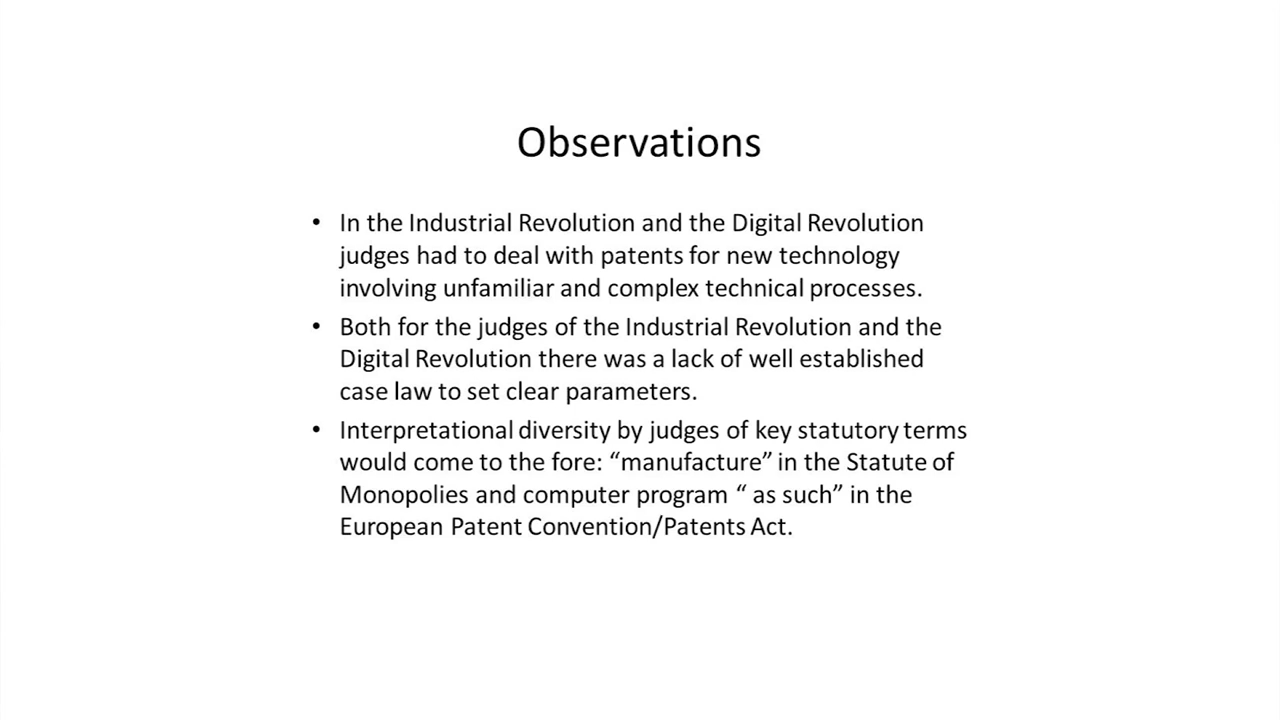 Observations
• In the Industrial Revolution and the Digital Revolution
judges had to deal with patents for new technology
involving unfamiliar and complex technical processes.
• Both for the judges of the Industrial Revolution and the
Digital Revolution there was a lack of well established
case law to set clear parameters.
• Interpretational diversity by judges of key statutory terms
would come to the fore: “manufacture” in the Statute of
Monopolies and computer program “ as such” in the
European Patent Convention/Patents Act.